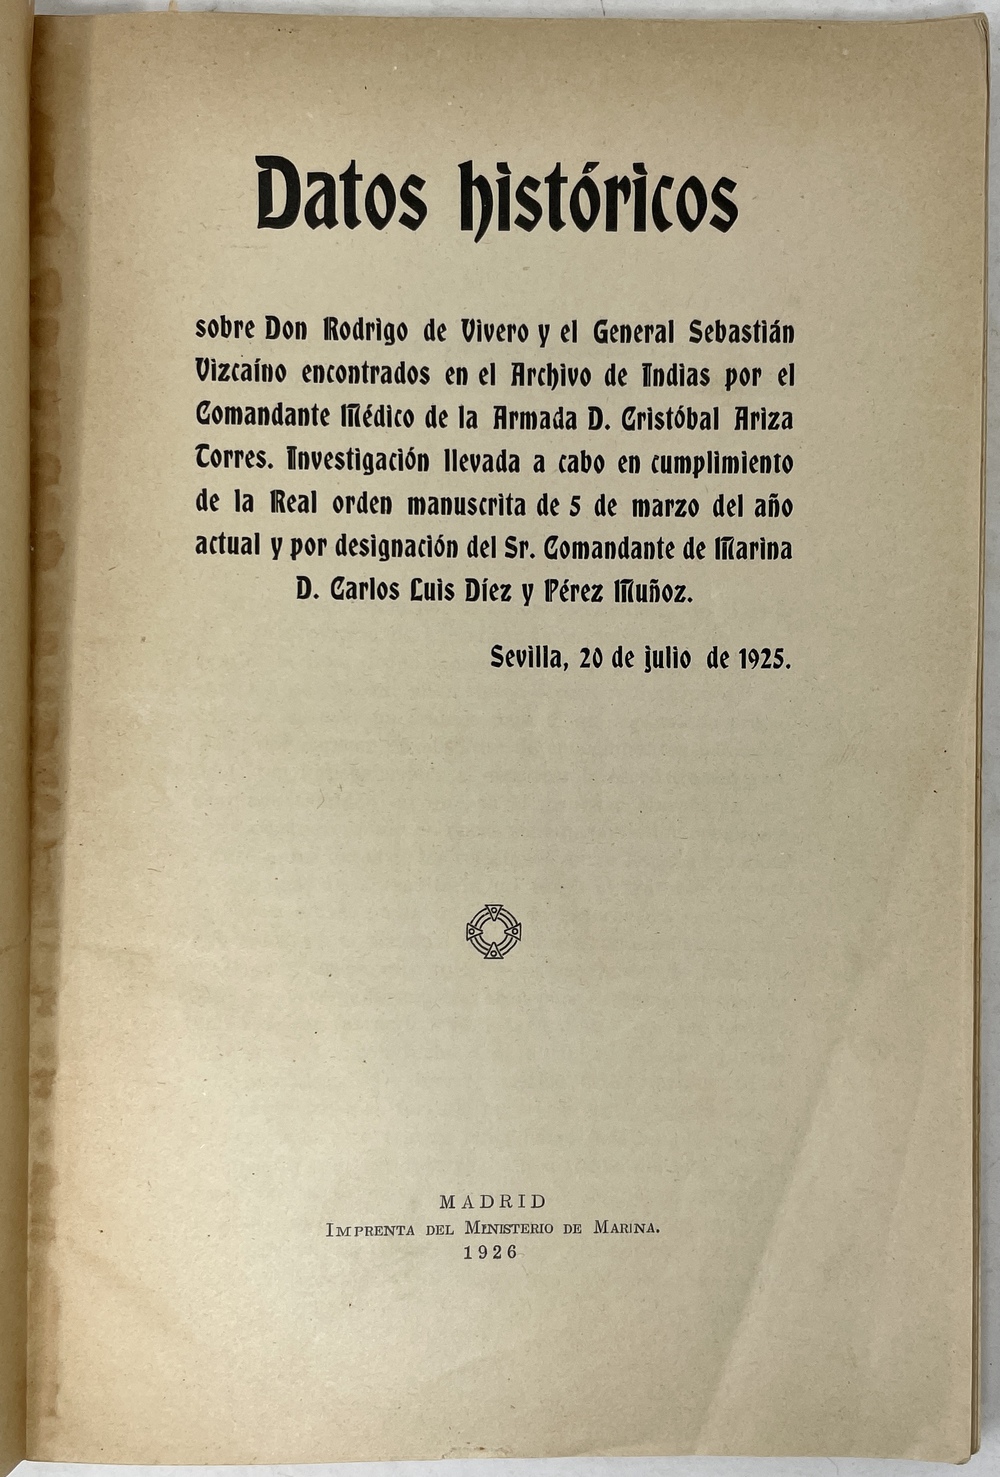 Datos históricos
sobre Don Rodrigo de Vivero y el General Sebastián
Vizcaíno encontrados en el Archivo de Indias por el
Comandante Médico de la Armada D. Cristóbal Ariza
Torres. Investigación llevada a cabo en cumplimiento
de la Real orden manuscrita de 5 de marzo del año
actual y por designación del Sr. Comandante de Marina
D. Carlos Luis Díez y Pérez Muñoz.
Sevilla, 20 de julio de 1925.
MADRID
IMPRENTA DEL MINISTERIO DE MARINA.
1926